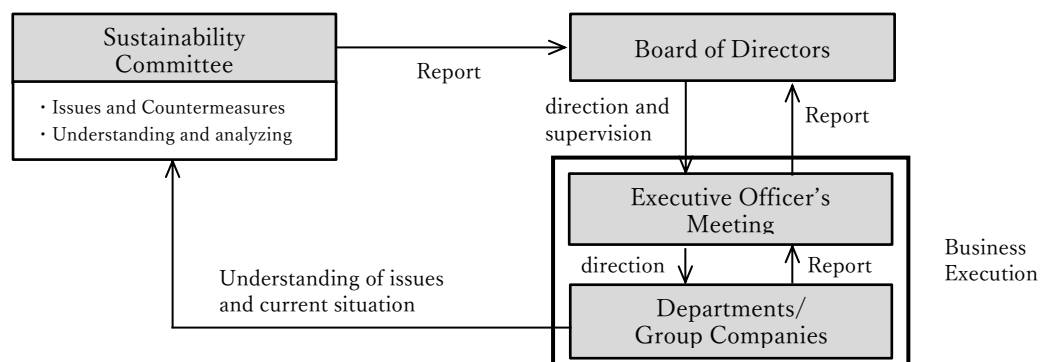 Sustainability
Committee
・Issues and Countermeasures
・Understanding and analyzing
Report
Board of Directors
direction and
supervision
Report
Executive Officer's
Meeting
direction
Report
Departments/
Group Companies
Business
Execution
Understanding of issues
and current situation